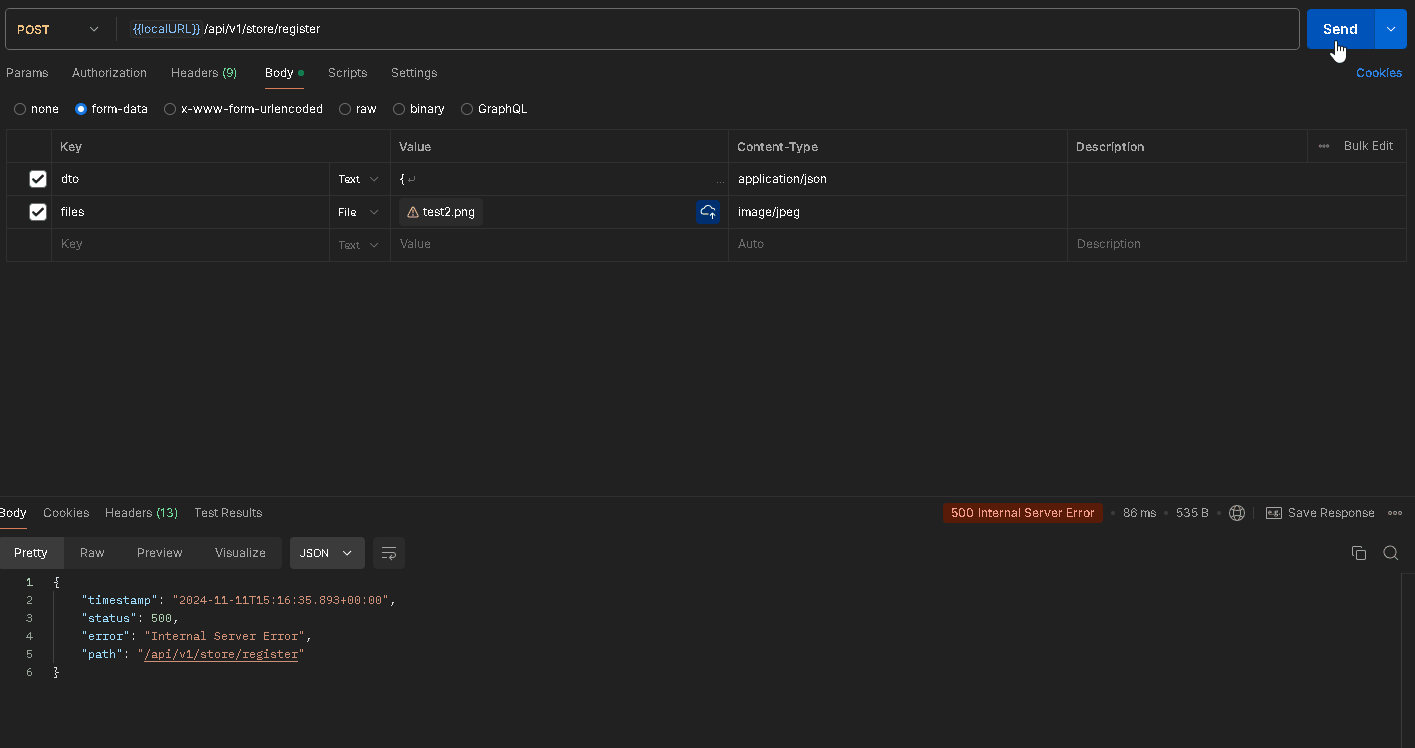 POST {{localURL}} /api/v1/store/register Send
Params Authorization Headers (9) Body Scripts Settings Cookies
none form-data x-www-form-urlencoded raw binary GraphQL
Key Value Content-Type Description ••• Bulk Edit
dto Text { ↵ ... application/json
files File test2.png image/jpeg
Key Text Value Auto Description
Body Cookies Headers (13) Test Results 500 Internal Server Error • 86 ms • 535 B • e.g. Save Response
Pretty Raw Preview Visualize JSON
1 {
2 "timestamp": "2024-11-11T15:16:35.893+00:00",
3 "status": 500,
4 "error": "Internal Server Error",
5 "path": "/api/v1/store/register"
6 }